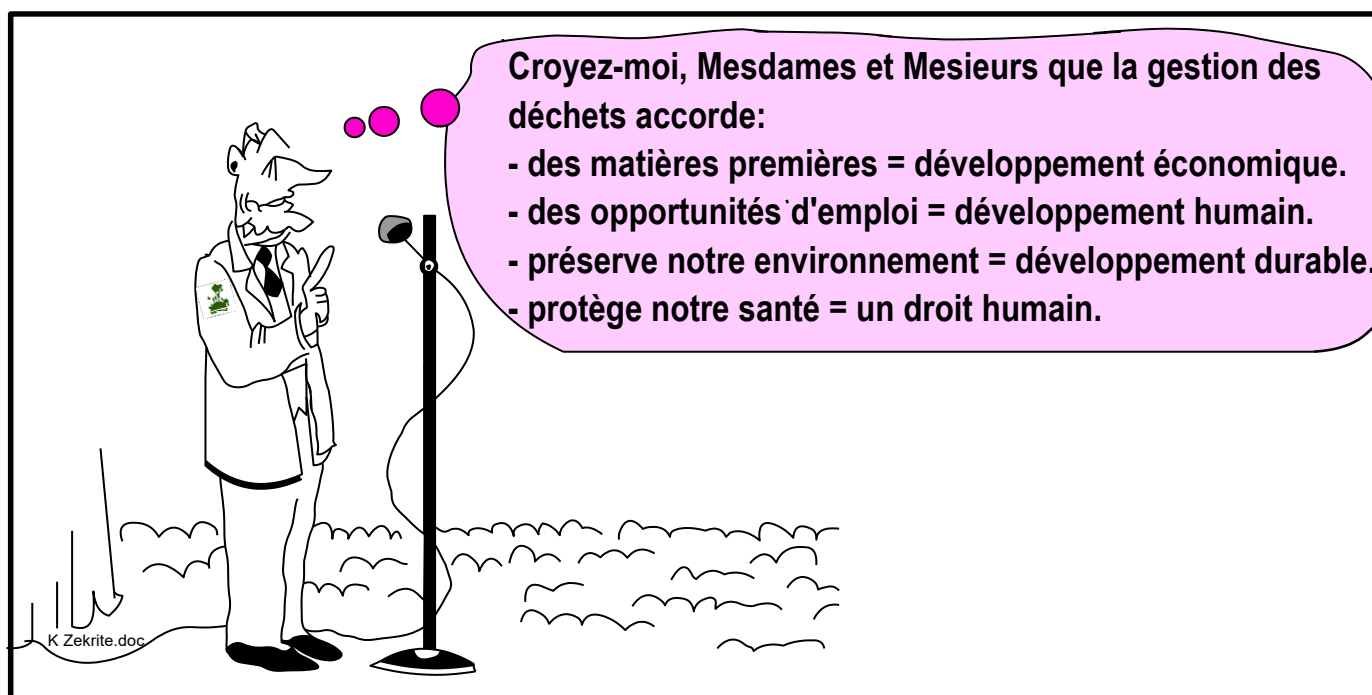 Croyez-moi, Mesdames et Mesieurs que la gestion des
déchets accorde:
- des matières premières = développement économique.
- des opportunités d'emploi = développement humain.
- préserve notre environnement = développement durable.
- protège notre santé = un droit humain.
K Zekrite.doc